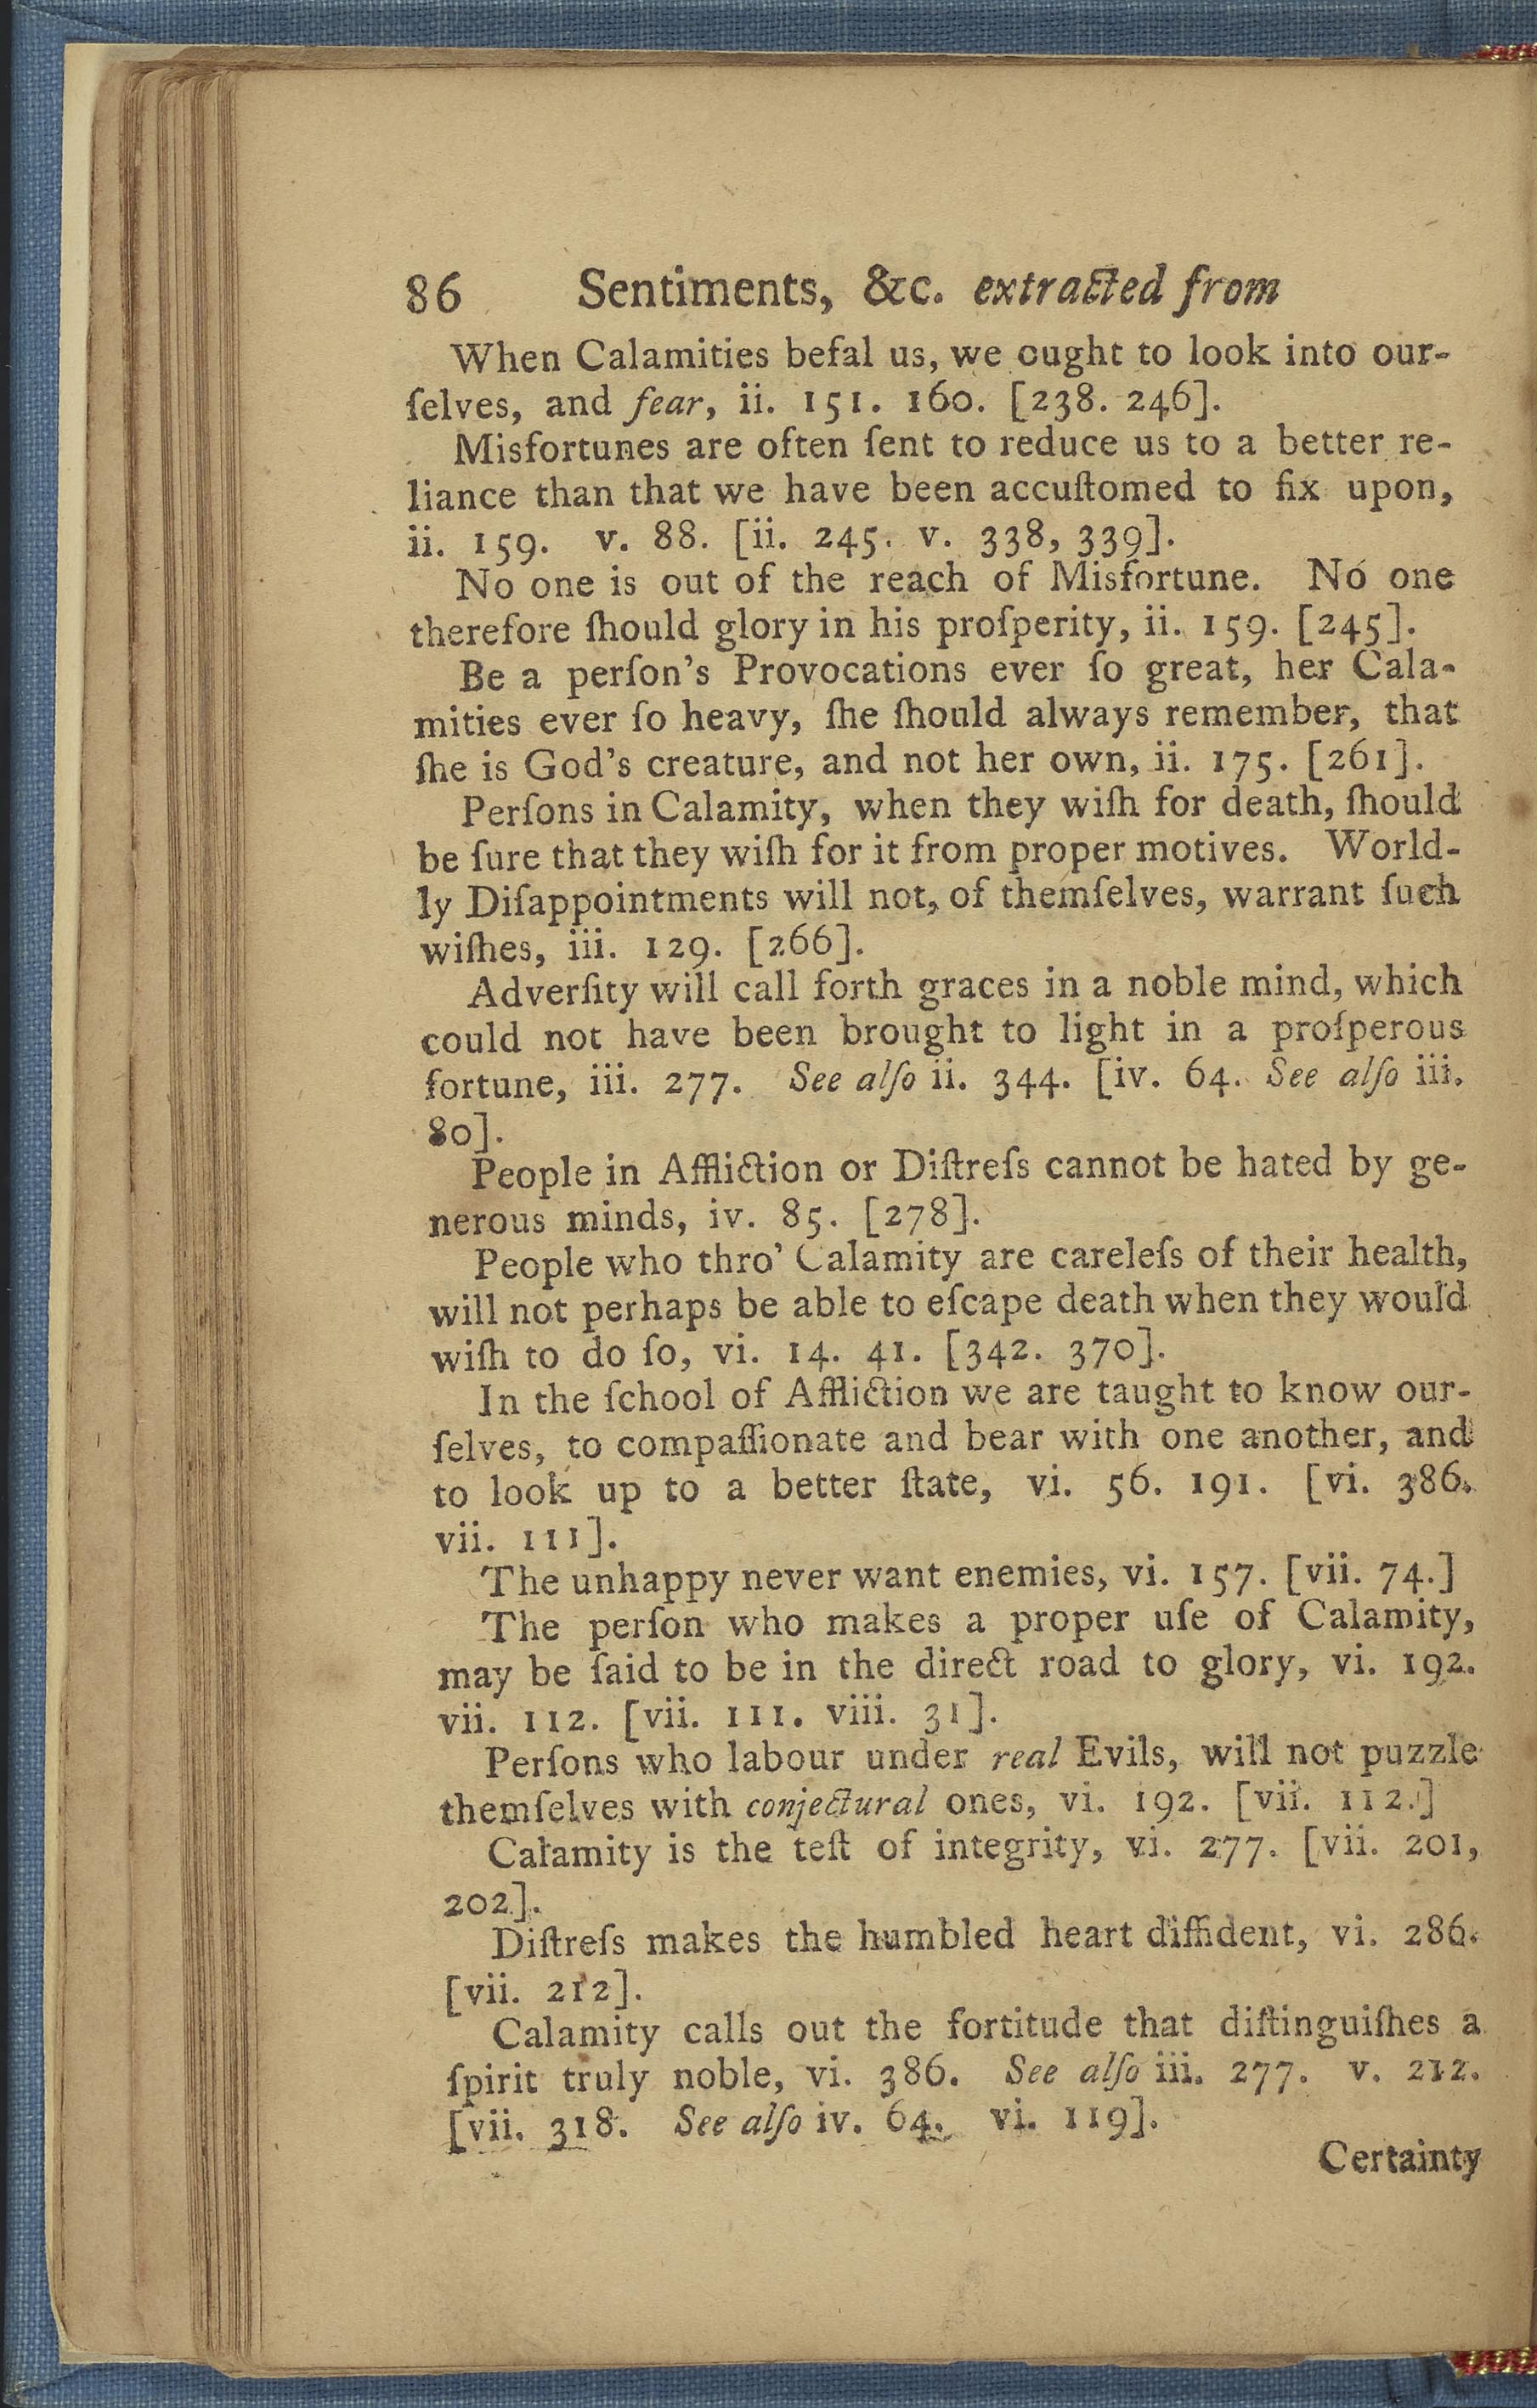 86 Sentiments, &c. extracted from
When Calamities befal us, we ought to look into our-
ſelves, and fear, ii. 151. 160. [238. 246].
Misfortunes are often ſent to reduce us to a better re-
liance than that we have been accuſtomed to fix upon,
ii. 159. v. 88. [ii. 245. v. 338, 339].
No one is out of the reach of Misfortune. No one
therefore ſhould glory in his proſperity, ii. 159. [245].
Be a perſon's Provocations ever ſo great, her Cala-
mities ever ſo heavy, ſhe ſhould always remember, that
ſhe is God's creature, and not her own, ii. 175. [261].
Perſons in Calamity, when they wiſh for death, ſhould
be ſure that they wiſh for it from proper motives. World-
ly Diſappointments will not, of themſelves, warrant ſuch
wiſhes, iii. 129. [266].
Adverſity will call forth graces in a noble mind, which
could not have been brought to light in a proſperous
fortune, iii. 277. See alſo ii. 344. [iv. 64. See alſo iii.
80].
People in Affliction or Diſtreſs cannot be hated by ge-
nerous minds, iv. 85. [278].
People who thro' Calamity are careleſs of their health,
will not perhaps be able to eſcape death when they would
wiſh to do ſo, vi. 14. 41. [342. 370].
In the ſchool of Affliction we are taught to know our-
ſelves, to compaſſionate and bear with one another, and
to look up to a better ſtate, vi. 56. 191. [vi. 386.
vii. 111].
The unhappy never want enemies, vi. 157. [vii. 74.]
The perſon who makes a proper uſe of Calamity,
may be ſaid to be in the direct road to glory, vi. 192.
vii. 112. [vii. 111. viii. 31].
Perſons who labour under real Evils, will not puzzle
themſelves with conjectural ones, vi. 192. [vii. 112.]
Calamity is the teſt of integrity, vi. 277. [vii. 201,
202].
Diſtreſs makes the humbled heart diffident, vi. 286.
[vii. 212].
Calamity calls out the fortitude that diſtinguiſhes a
ſpirit truly noble, vi. 386. See alſo iii. 277. v. 212.
[vii. 318. See alſo iv. 64. vi. 119].
Certainty